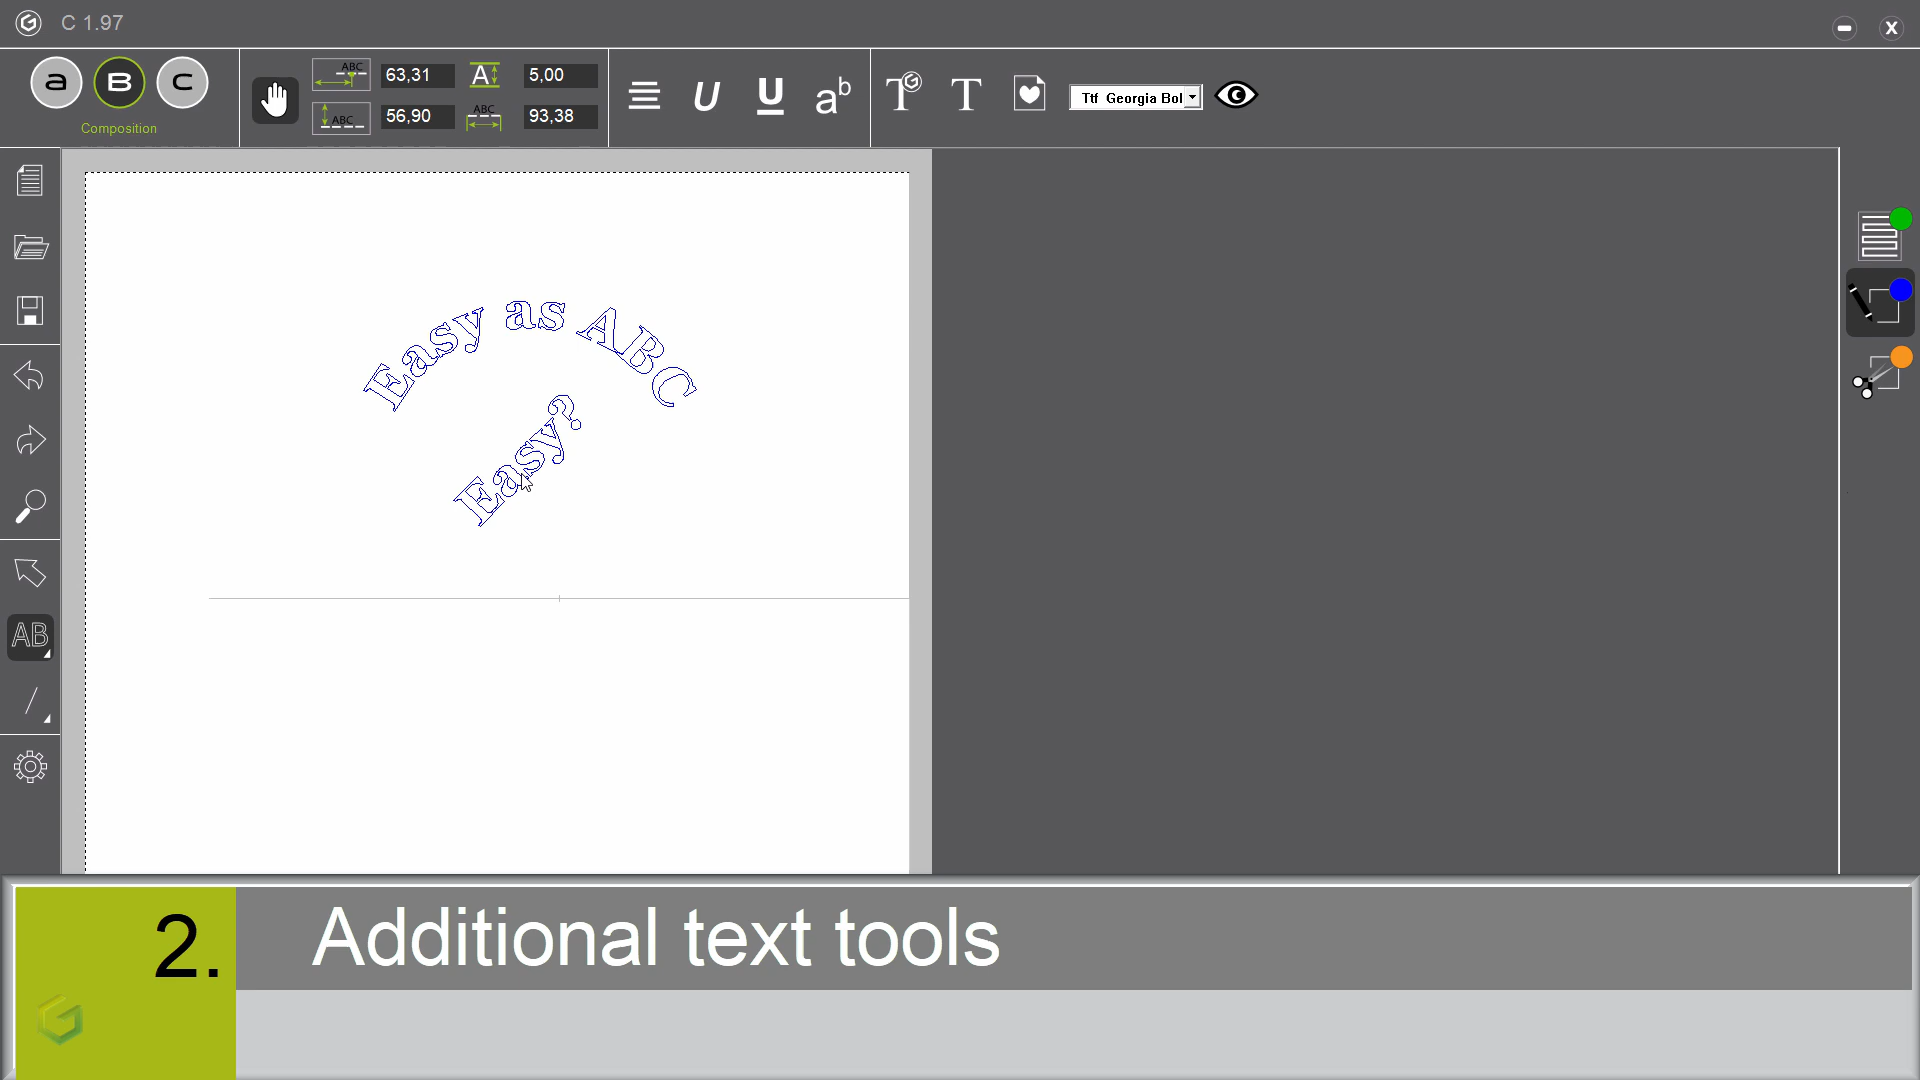 C 1.97
X
a B C
Composition
ABC 63,31 A 5,00
ABC 56,90 ABC 93,38
U U ab
T T Ttf Georgia Bol
Easy as ABC
Easy?
AB
2. Additional text tools